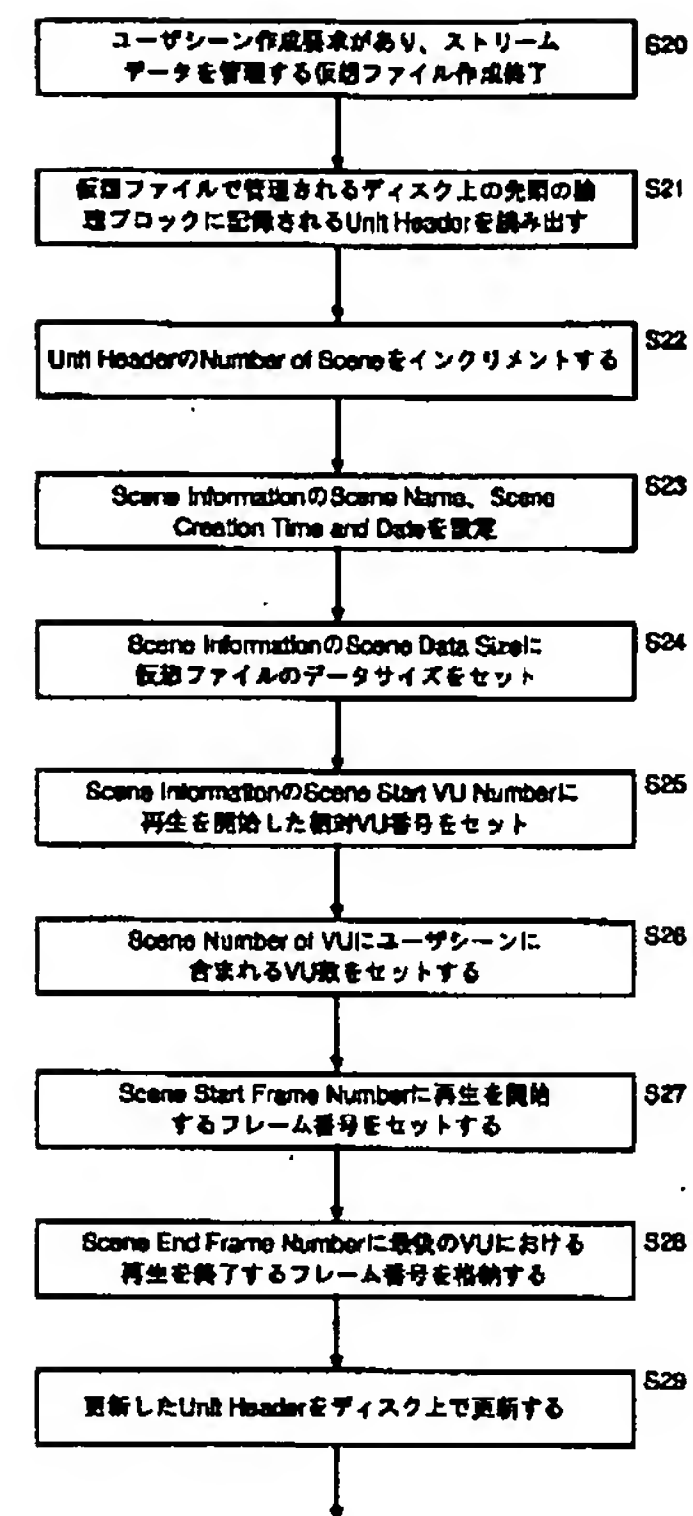 ユーザシーン作成要求があり、ストリーム
データを管理する仮想ファイル作成終了
S20
仮想ファイルで管理されるディスク上の先頭の論
理ブロックに記録されるUnit Headerを読み出す
S21
Unit HeaderのNumber of Sceneをインクリメントする
S22
Scene InformationのScene Name、Scene
Creation Time and Dateを設定
S23
Scene InformationのScene Data Sizeに
仮想ファイルのデータサイズをセット
S24
Scene InformationのScene Start VU Numberに
再生を開始した相対VU番号をセット
S25
Scene Number of VUにユーザシーンに
含まれるVU数をセットする
S26
Scene Start Frame Numberに再生を開始
するフレーム番号をセットする
S27
Scene End Frame Numberに最後のVUにおける
再生を終了するフレーム番号を格納する
S28
更新したUnit Headerをディスク上で更新する
S29